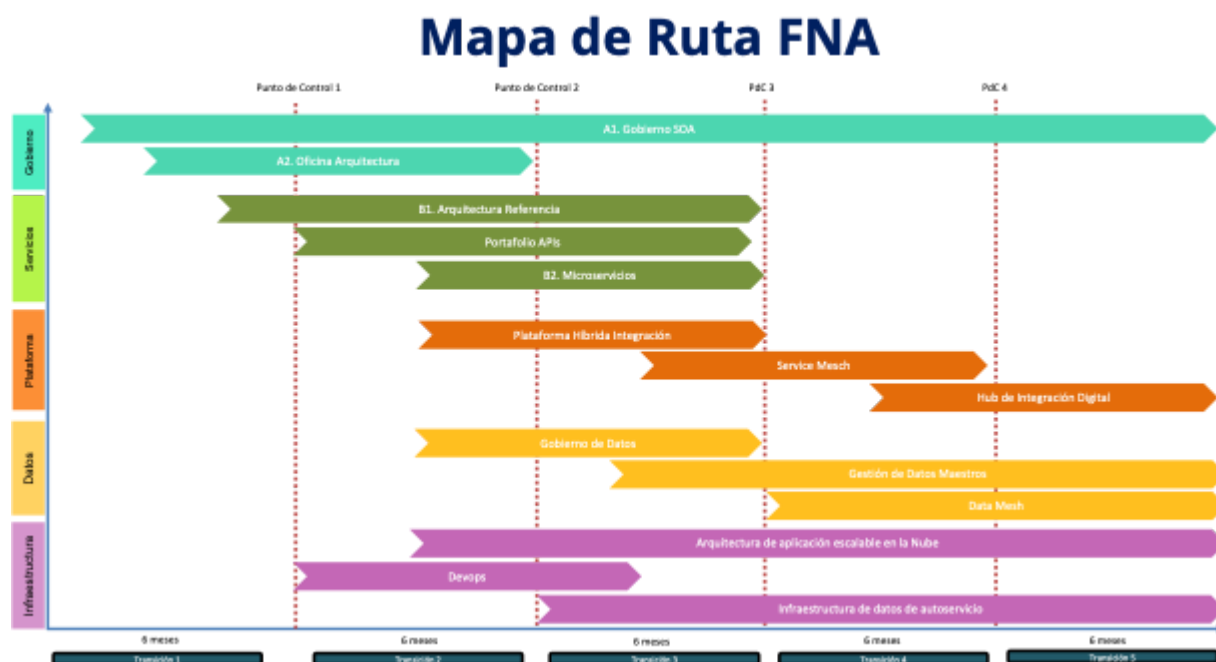 Mapa de Ruta FNA
Punto de Control 1
Punto de Control 2
PdC 3
PdC 4
Gobierno
A1. Gobierno SOA
A2. Oficina Arquitectura
Servicios
B1. Arquitectura Referencia
Portafolio APIs
B2. Microservicios
Plataforma
Plataforma Híbrida Integración
Service Mesch
Hub de Integración Digital
Datos
Gobierno de Datos
Gestión de Datos Maestros
Data Mesh
Infraestructura
Arquitectura de aplicación escalable en la Nube
Devops
Infraestructura de datos de autoservicio
6 meses
6 meses
6 meses
6 meses
6 meses
Transición 1
Transición 2
Transición 3
Transición 4
Transición 5